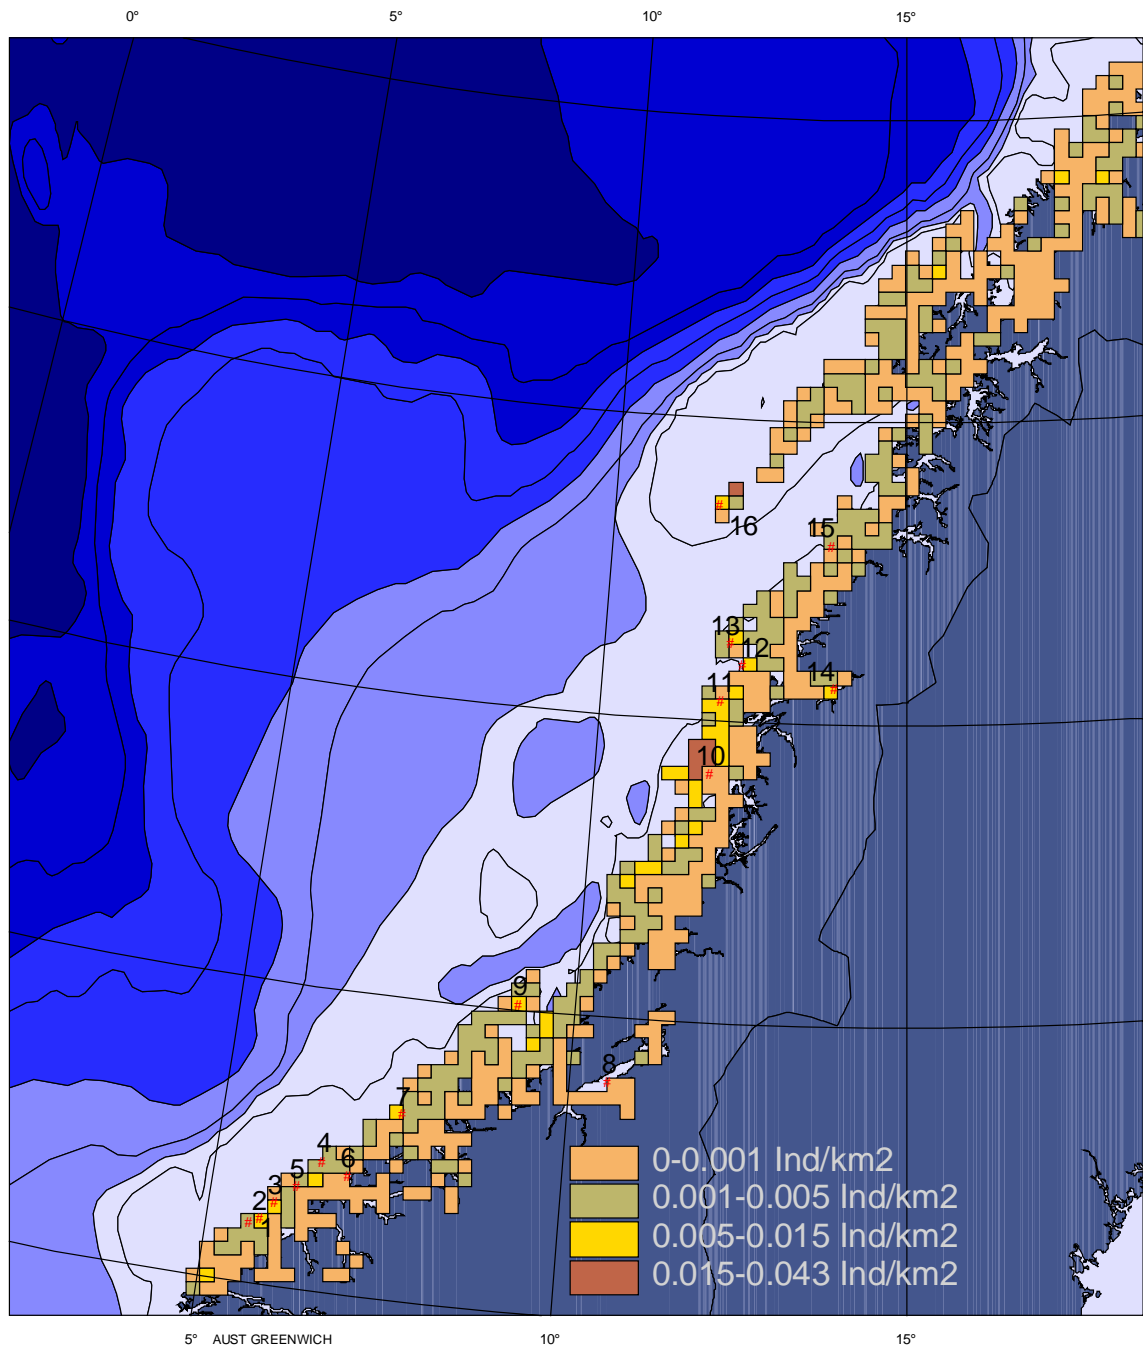 0° 5° 10° 15°
16
15
13
12
14
11
10
9
8
7
4
6
5
3
2
1
0-0.001 Ind/km2
0.001-0.005 Ind/km2
0.005-0.015 Ind/km2
0.015-0.043 Ind/km2
5° AUST GREENWICH 10° 15°